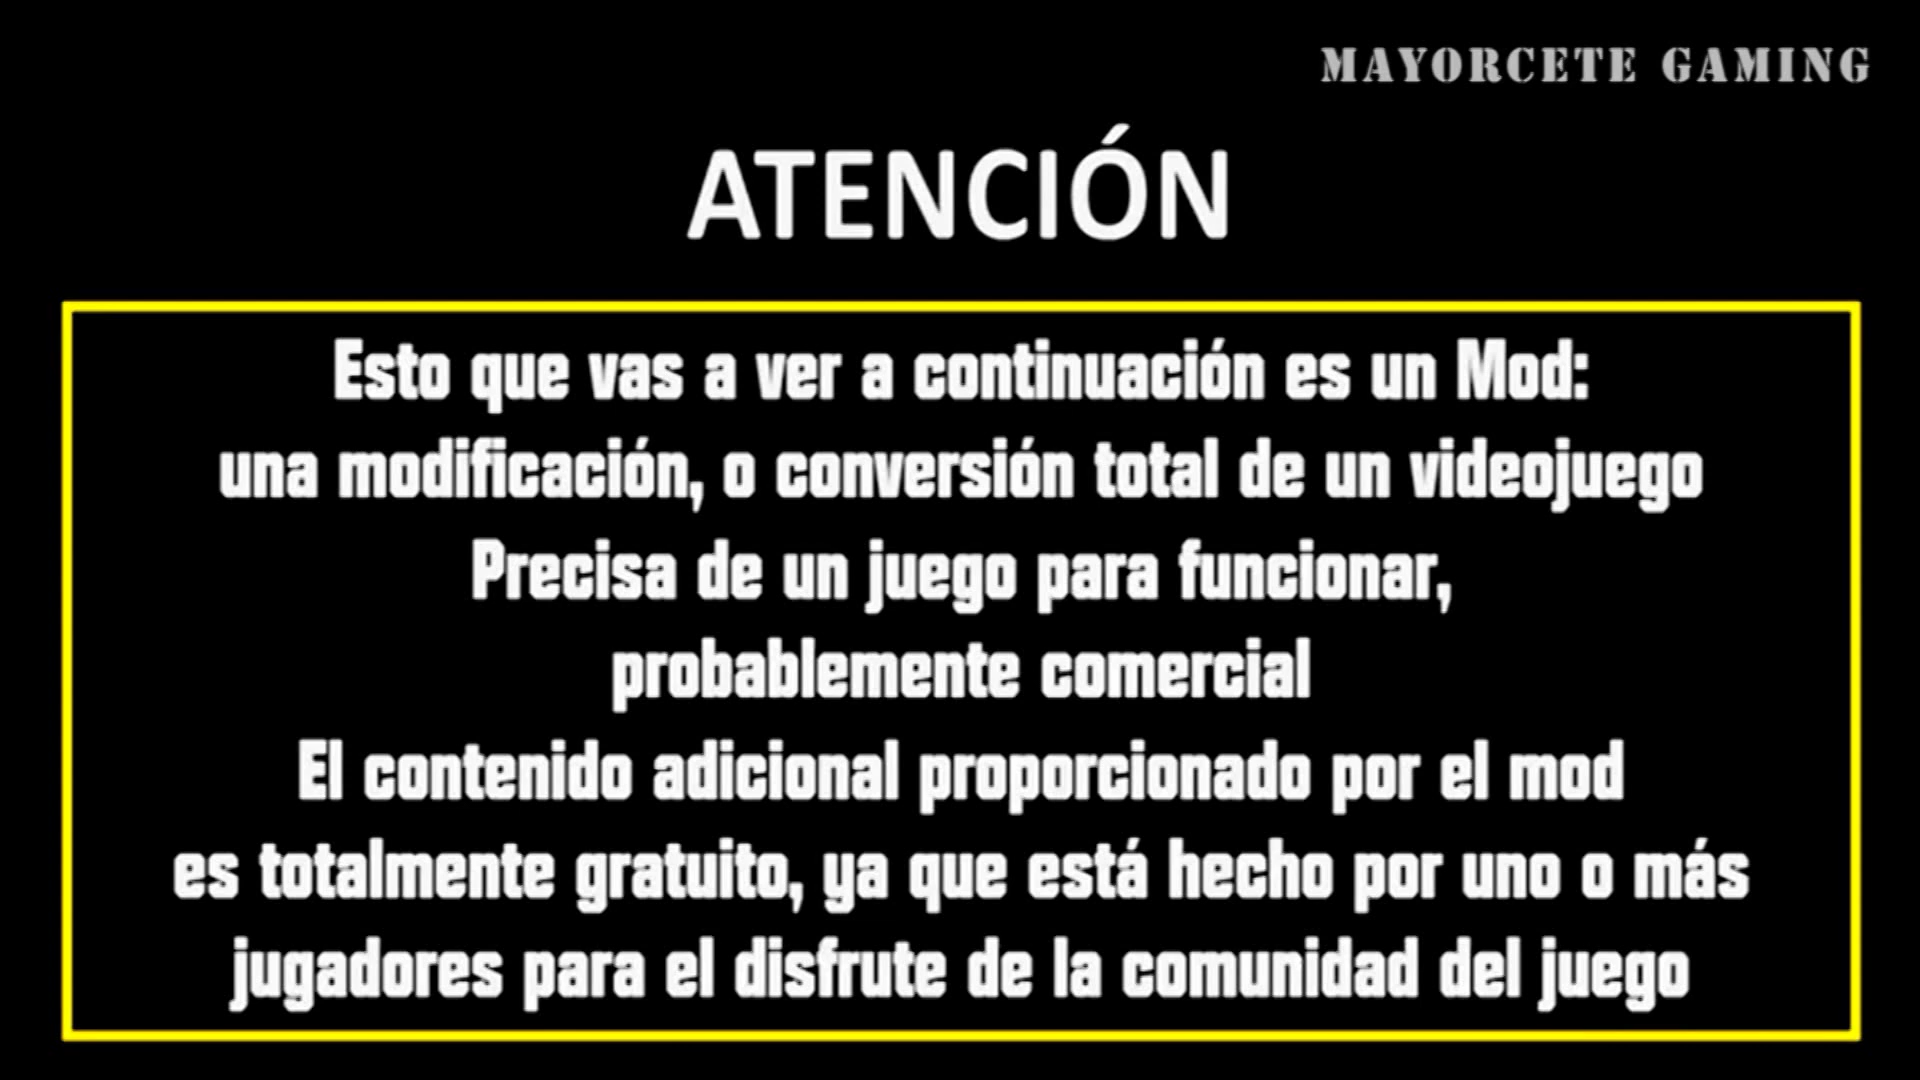 MAYORCETE GAMING
ATENCIÓN
Esto que vas a ver a continuación es un Mod:
una modificación, o conversión total de un videojuego
Precisa de un juego para funcionar,
probablemente comercial
El contenido adicional proporcionado por el mod
es totalmente gratuito, ya que está hecho por uno o más
jugadores para el disfrute de la comunidad del juego